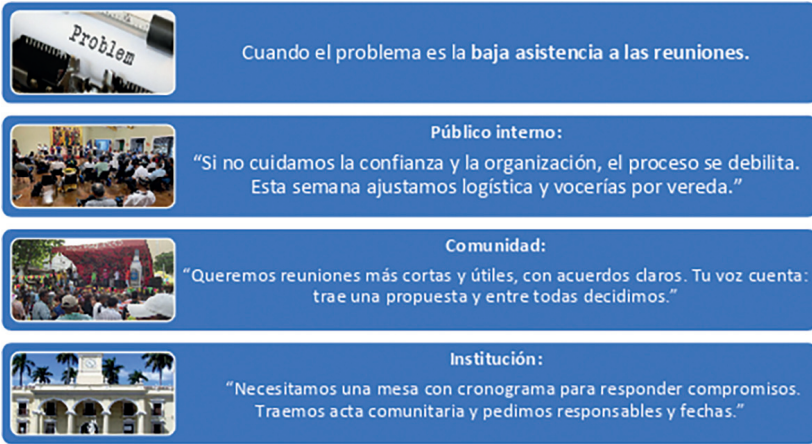 Problem
Cuando el problema es la baja asistencia a las reuniones.
Público interno:
“Si no cuidamos la confianza y la organización, el proceso se debilita.
Esta semana ajustamos logística y vocerías por vereda.”
Comunidad:
“Queremos reuniones más cortas y útiles, con acuerdos claros. Tu voz cuenta:
trae una propuesta y entre todas decidimos.”
Institución:
“Necesitamos una mesa con cronograma para responder compromisos.
Traemos acta comunitaria y pedimos responsables y fechas.”